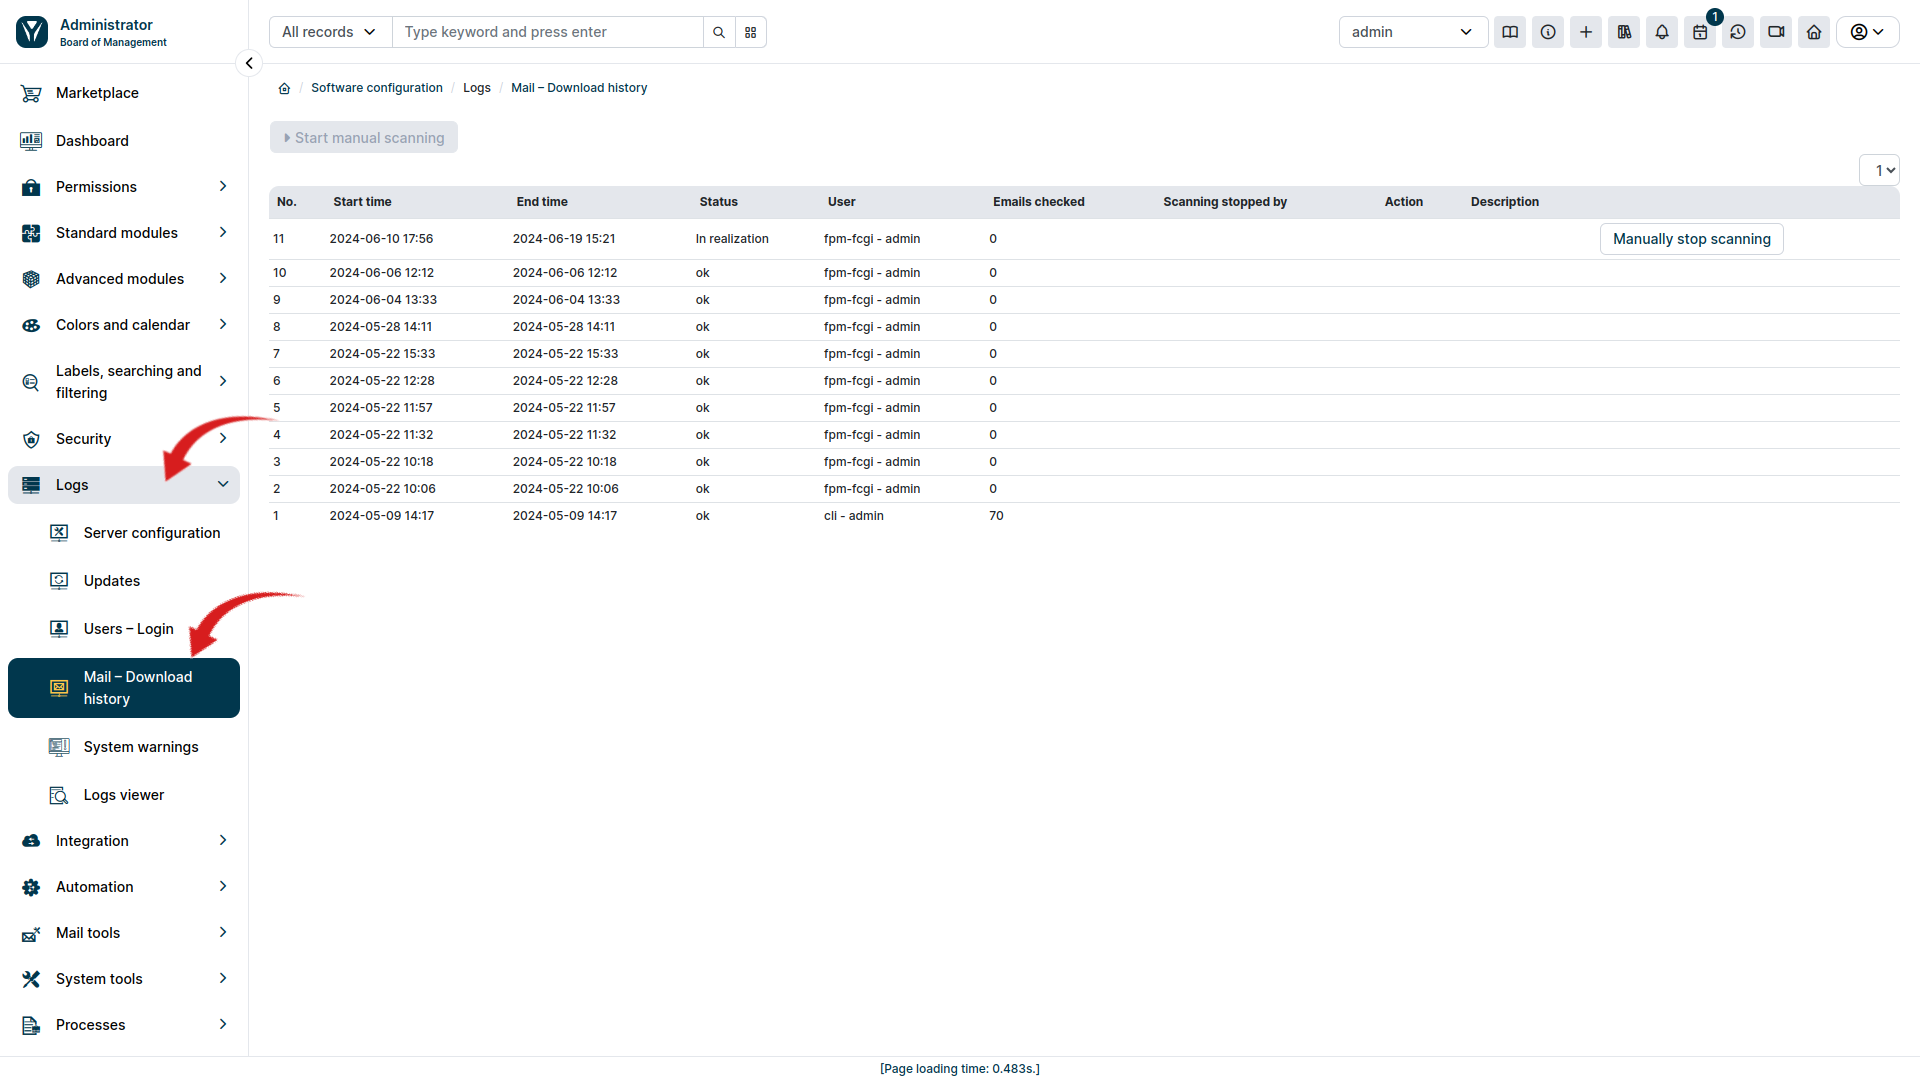 Administrator
Board of Management
All records
Type keyword and press enter
admin
1
Marketplace
Dashboard
Permissions
Standard modules
Advanced modules
Colors and calendar
Labels, searching and
filtering
Security
Logs
Server configuration
Updates
Users – Login
Mail – Download
history
System warnings
Logs viewer
Integration
Automation
Mail tools
System tools
Processes
/ Software configuration / Logs / Mail – Download history
Start manual scanning
1
No. Start time End time Status User Emails checked Scanning stopped by Action Description
11 2024-06-10 17:56 2024-06-19 15:21 In realization fpm-fcgi - admin 0 Manually stop scanning
10 2024-06-06 12:12 2024-06-06 12:12 ok fpm-fcgi - admin 0
9 2024-06-04 13:33 2024-06-04 13:33 ok fpm-fcgi - admin 0
8 2024-05-28 14:11 2024-05-28 14:11 ok fpm-fcgi - admin 0
7 2024-05-22 15:33 2024-05-22 15:33 ok fpm-fcgi - admin 0
6 2024-05-22 12:28 2024-05-22 12:28 ok fpm-fcgi - admin 0
5 2024-05-22 11:57 2024-05-22 11:57 ok fpm-fcgi - admin 0
4 2024-05-22 11:32 2024-05-22 11:32 ok fpm-fcgi - admin 0
3 2024-05-22 10:18 2024-05-22 10:18 ok fpm-fcgi - admin 0
2 2024-05-22 10:06 2024-05-22 10:06 ok fpm-fcgi - admin 0
1 2024-05-09 14:17 2024-05-09 14:17 ok cli - admin 70
[Page loading time: 0.483s.]